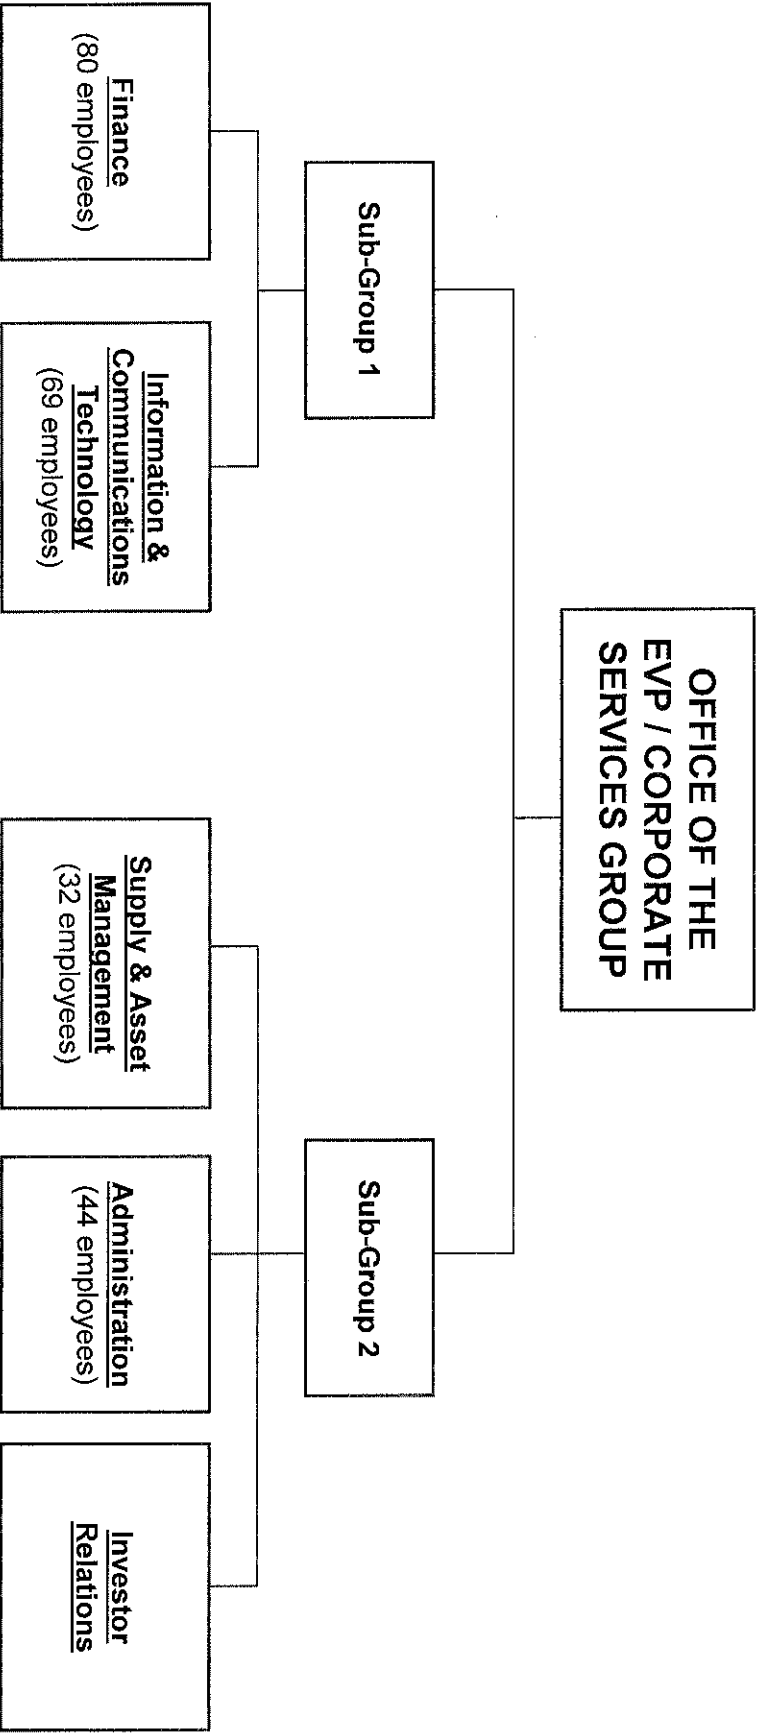 OFFICE OF THE
EVP / CORPORATE
SERVICES GROUP
Sub-Group 1
Sub-Group 2
Finance
(80 employees)
Information &
Communications
Technology
(69 employees)
Supply & Asset
Management
(32 employees)
Administration
(44 employees)
Investor
Relations